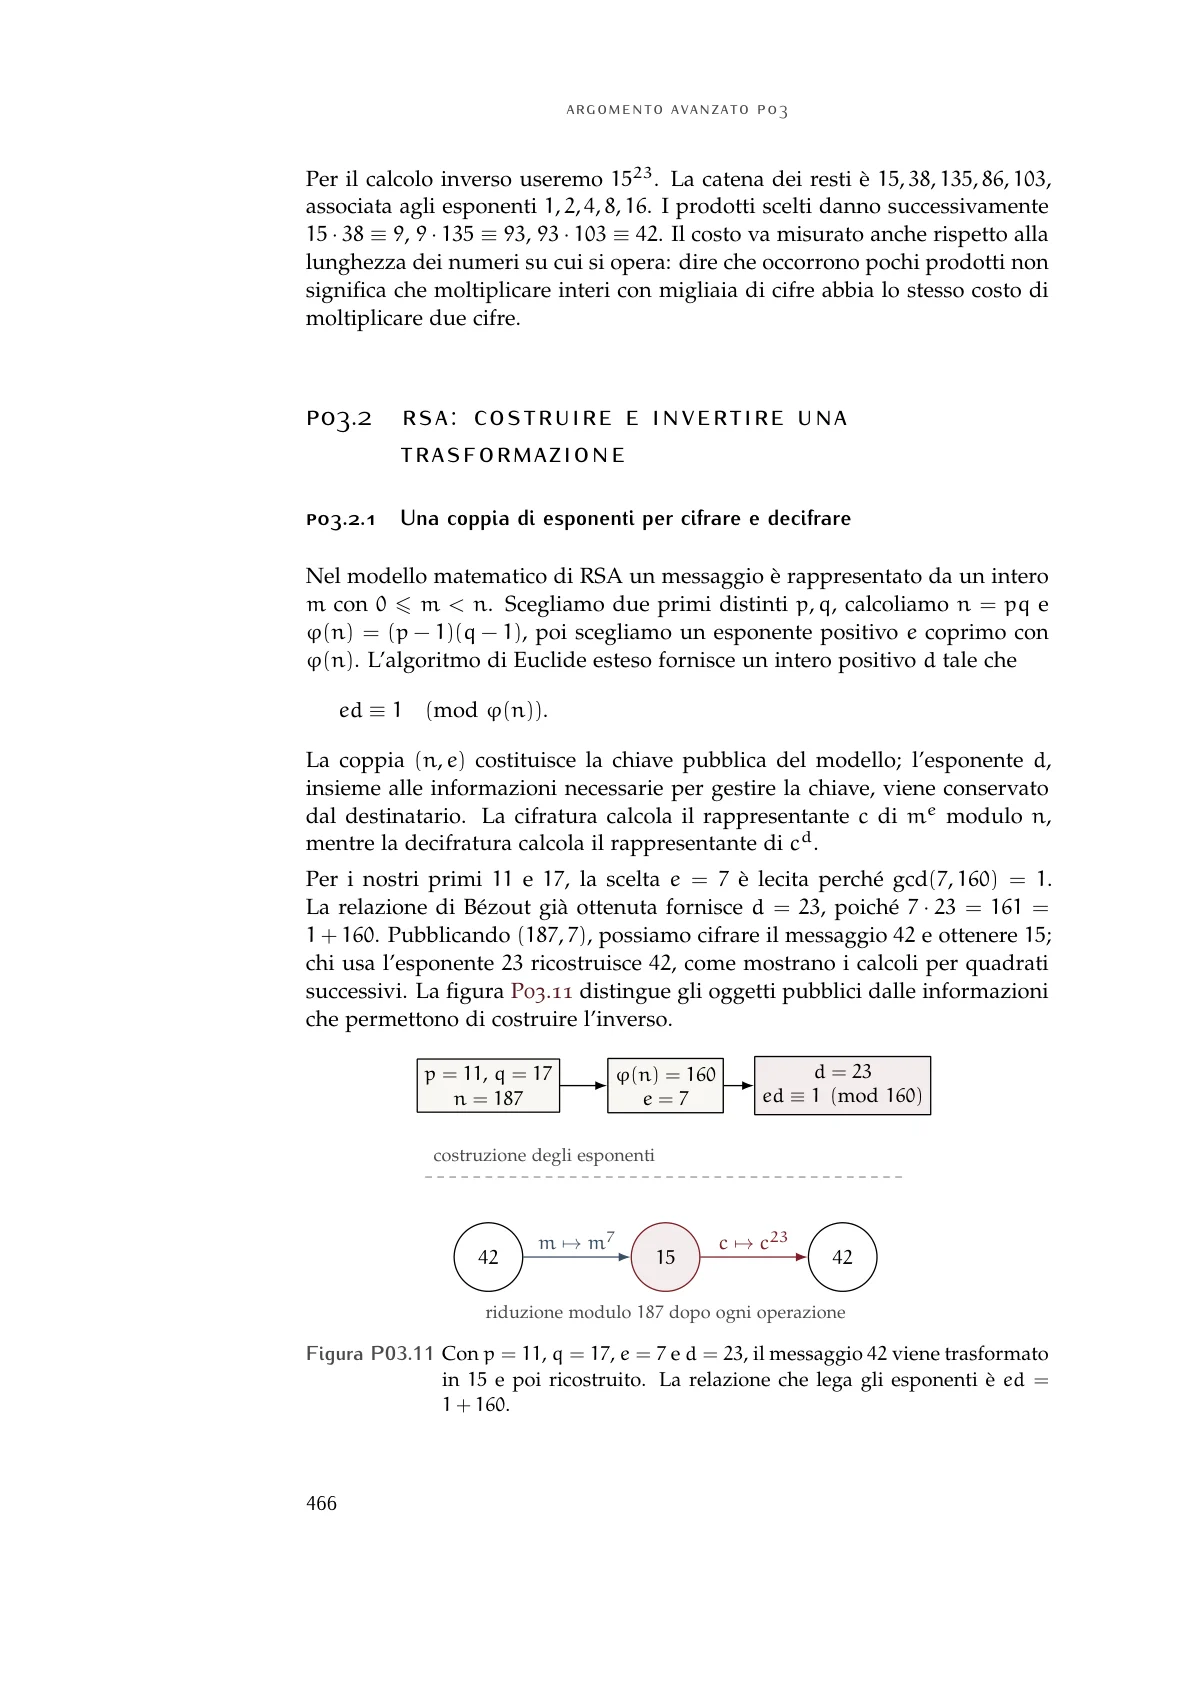 ARGOMENTO AVANZATO P03
Per il calcolo inverso useremo 15^23. La catena dei resti è 15, 38, 135, 86, 103,
associata agli esponenti 1, 2, 4, 8, 16. I prodotti scelti danno successivamente
15 · 38 ≡ 9, 9 · 135 ≡ 93, 93 · 103 ≡ 42. Il costo va misurato anche rispetto alla
lunghezza dei numeri su cui si opera: dire che occorrono pochi prodotti non
significa che moltiplicare interi con migliaia di cifre abbia lo stesso costo di
moltiplicare due cifre.
P03.2 RSA: COSTRUIRE E INVERTIRE UNA
TRASFORMAZIONE
P03.2.1 Una coppia di esponenti per cifrare e decifrare
Nel modello matematico di RSA un messaggio è rappresentato da un intero
m con 0 ⩽ m < n. Scegliamo due primi distinti p, q, calcoliamo n = pq e
φ(n) = (p − 1)(q − 1), poi scegliamo un esponente positivo e coprimo con
φ(n). L'algoritmo di Euclide esteso fornisce un intero positivo d tale che
ed ≡ 1 (mod φ(n)).
La coppia (n, e) costituisce la chiave pubblica del modello; l'esponente d,
insieme alle informazioni necessarie per gestire la chiave, viene conservato
dal destinatario. La cifratura calcola il rappresentante c di m^e modulo n,
mentre la decifratura calcola il rappresentante di c^d.
Per i nostri primi 11 e 17, la scelta e = 7 è lecita perché gcd(7, 160) = 1.
La relazione di Bézout già ottenuta fornisce d = 23, poiché 7 · 23 = 161 =
1 + 160. Pubblicando (187, 7), possiamo cifrare il messaggio 42 e ottenere 15;
chi usa l'esponente 23 ricostruisce 42, come mostrano i calcoli per quadrati
successivi. La figura P03.11 distingue gli oggetti pubblici dalle informazioni
che permettono di costruire l'inverso.
p = 11, q = 17
n = 187
φ(n) = 160
e = 7
d = 23
ed ≡ 1 (mod 160)
costruzione degli esponenti
42
m ↦ m^7
15
c ↦ c^23
42
riduzione modulo 187 dopo ogni operazione
Figura P03.11 Con p = 11, q = 17, e = 7 e d = 23, il messaggio 42 viene trasformato
in 15 e poi ricostruito. La relazione che lega gli esponenti è ed =
1 + 160.
466